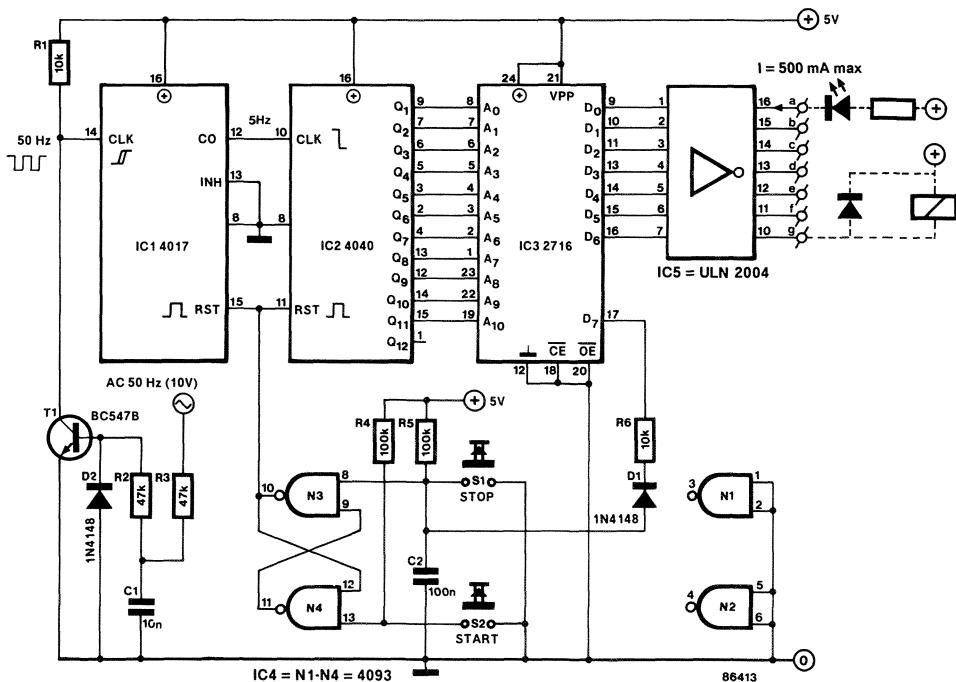 5V
R1
10k
16
16
24
21
VPP
I = 500 mA max
50 Hz
14
CLK
CO
12
5Hz
10
CLK
INH
13
8
8
IC1 4017
IC2 4040
15
RST
11
RST
Q1 9 8 A0
Q2 7 7 A1
Q3 6 6 A2
Q4 5 5 A3
Q5 3 4 A4
Q6 2 3 A5
Q7 4 2 A6
Q8 13 1 A7
Q9 12 23 A8
Q10 14 22 A9
Q11 15 19 A10
Q12 1
IC3 2716
D0 9 1
D1 10 2
D2 11 3
D3 13 4
D4 14 5
D5 15 6
D6 16 7
D7 17
16 a
15 b
14 c
13 d
12 e
11 f
10 g
IC5 = ULN 2004
CE
OE
12
18
20
AC 50 Hz (10V)
T1
BC547B
D2
1N4148
R2
47k
R3
47k
C1
10n
5V
R4
100k
R5
100k
S1
STOP
R6
10k
D1
1N4148
10
N3
8
9
11
N4
12
13
C2
100n
S2
START
3
N1
1
2
4
N2
5
6
0
IC4 = N1-N4 = 4093
86413